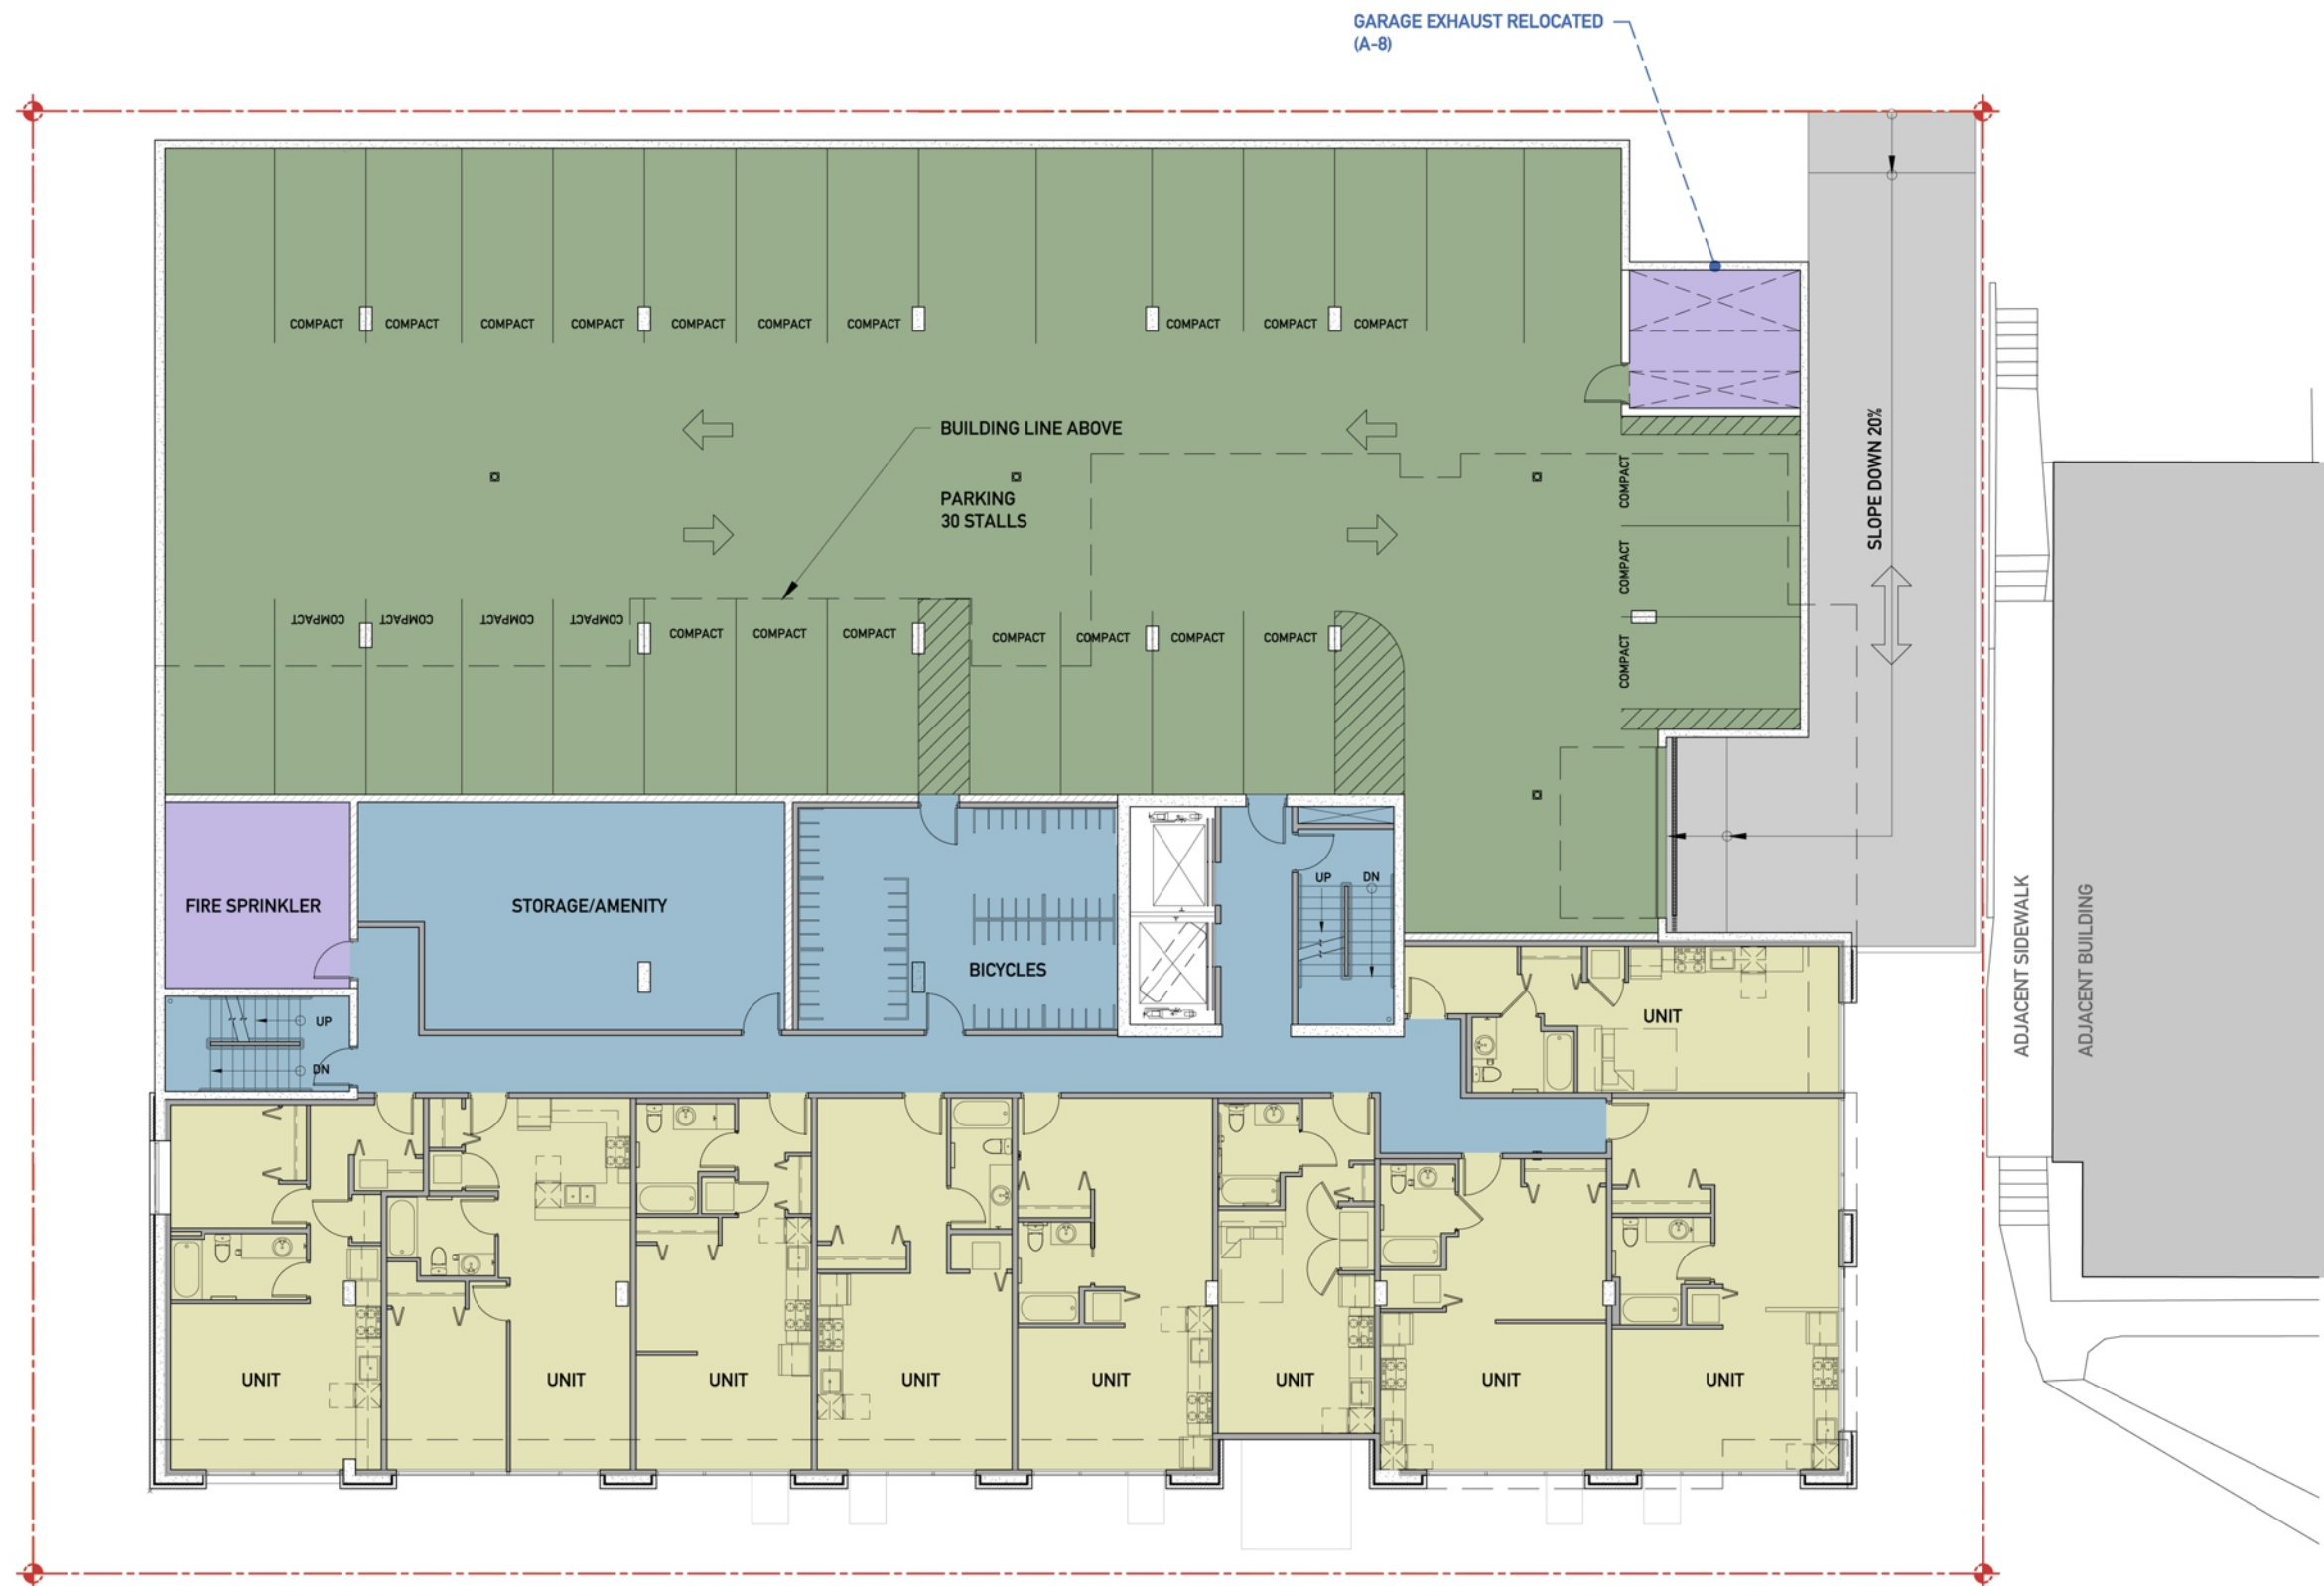 GARAGE EXHAUST RELOCATED
(A-8)
COMPACT
COMPACT
COMPACT
COMPACT
COMPACT
COMPACT
COMPACT
COMPACT
COMPACT
COMPACT
BUILDING LINE ABOVE
PARKING
30 STALLS
COMPACT
COMPACT
COMPACT
SLOPE DOWN 20%
COMPACT
COMPACT
COMPACT
COMPACT
COMPACT
COMPACT
COMPACT
COMPACT
COMPACT
COMPACT
COMPACT
FIRE SPRINKLER
STORAGE/AMENITY
BICYCLES
UP
DN
UP
DN
UNIT
ADJACENT SIDEWALK
ADJACENT BUILDING
UNIT
UNIT
UNIT
UNIT
UNIT
UNIT
UNIT
UNIT